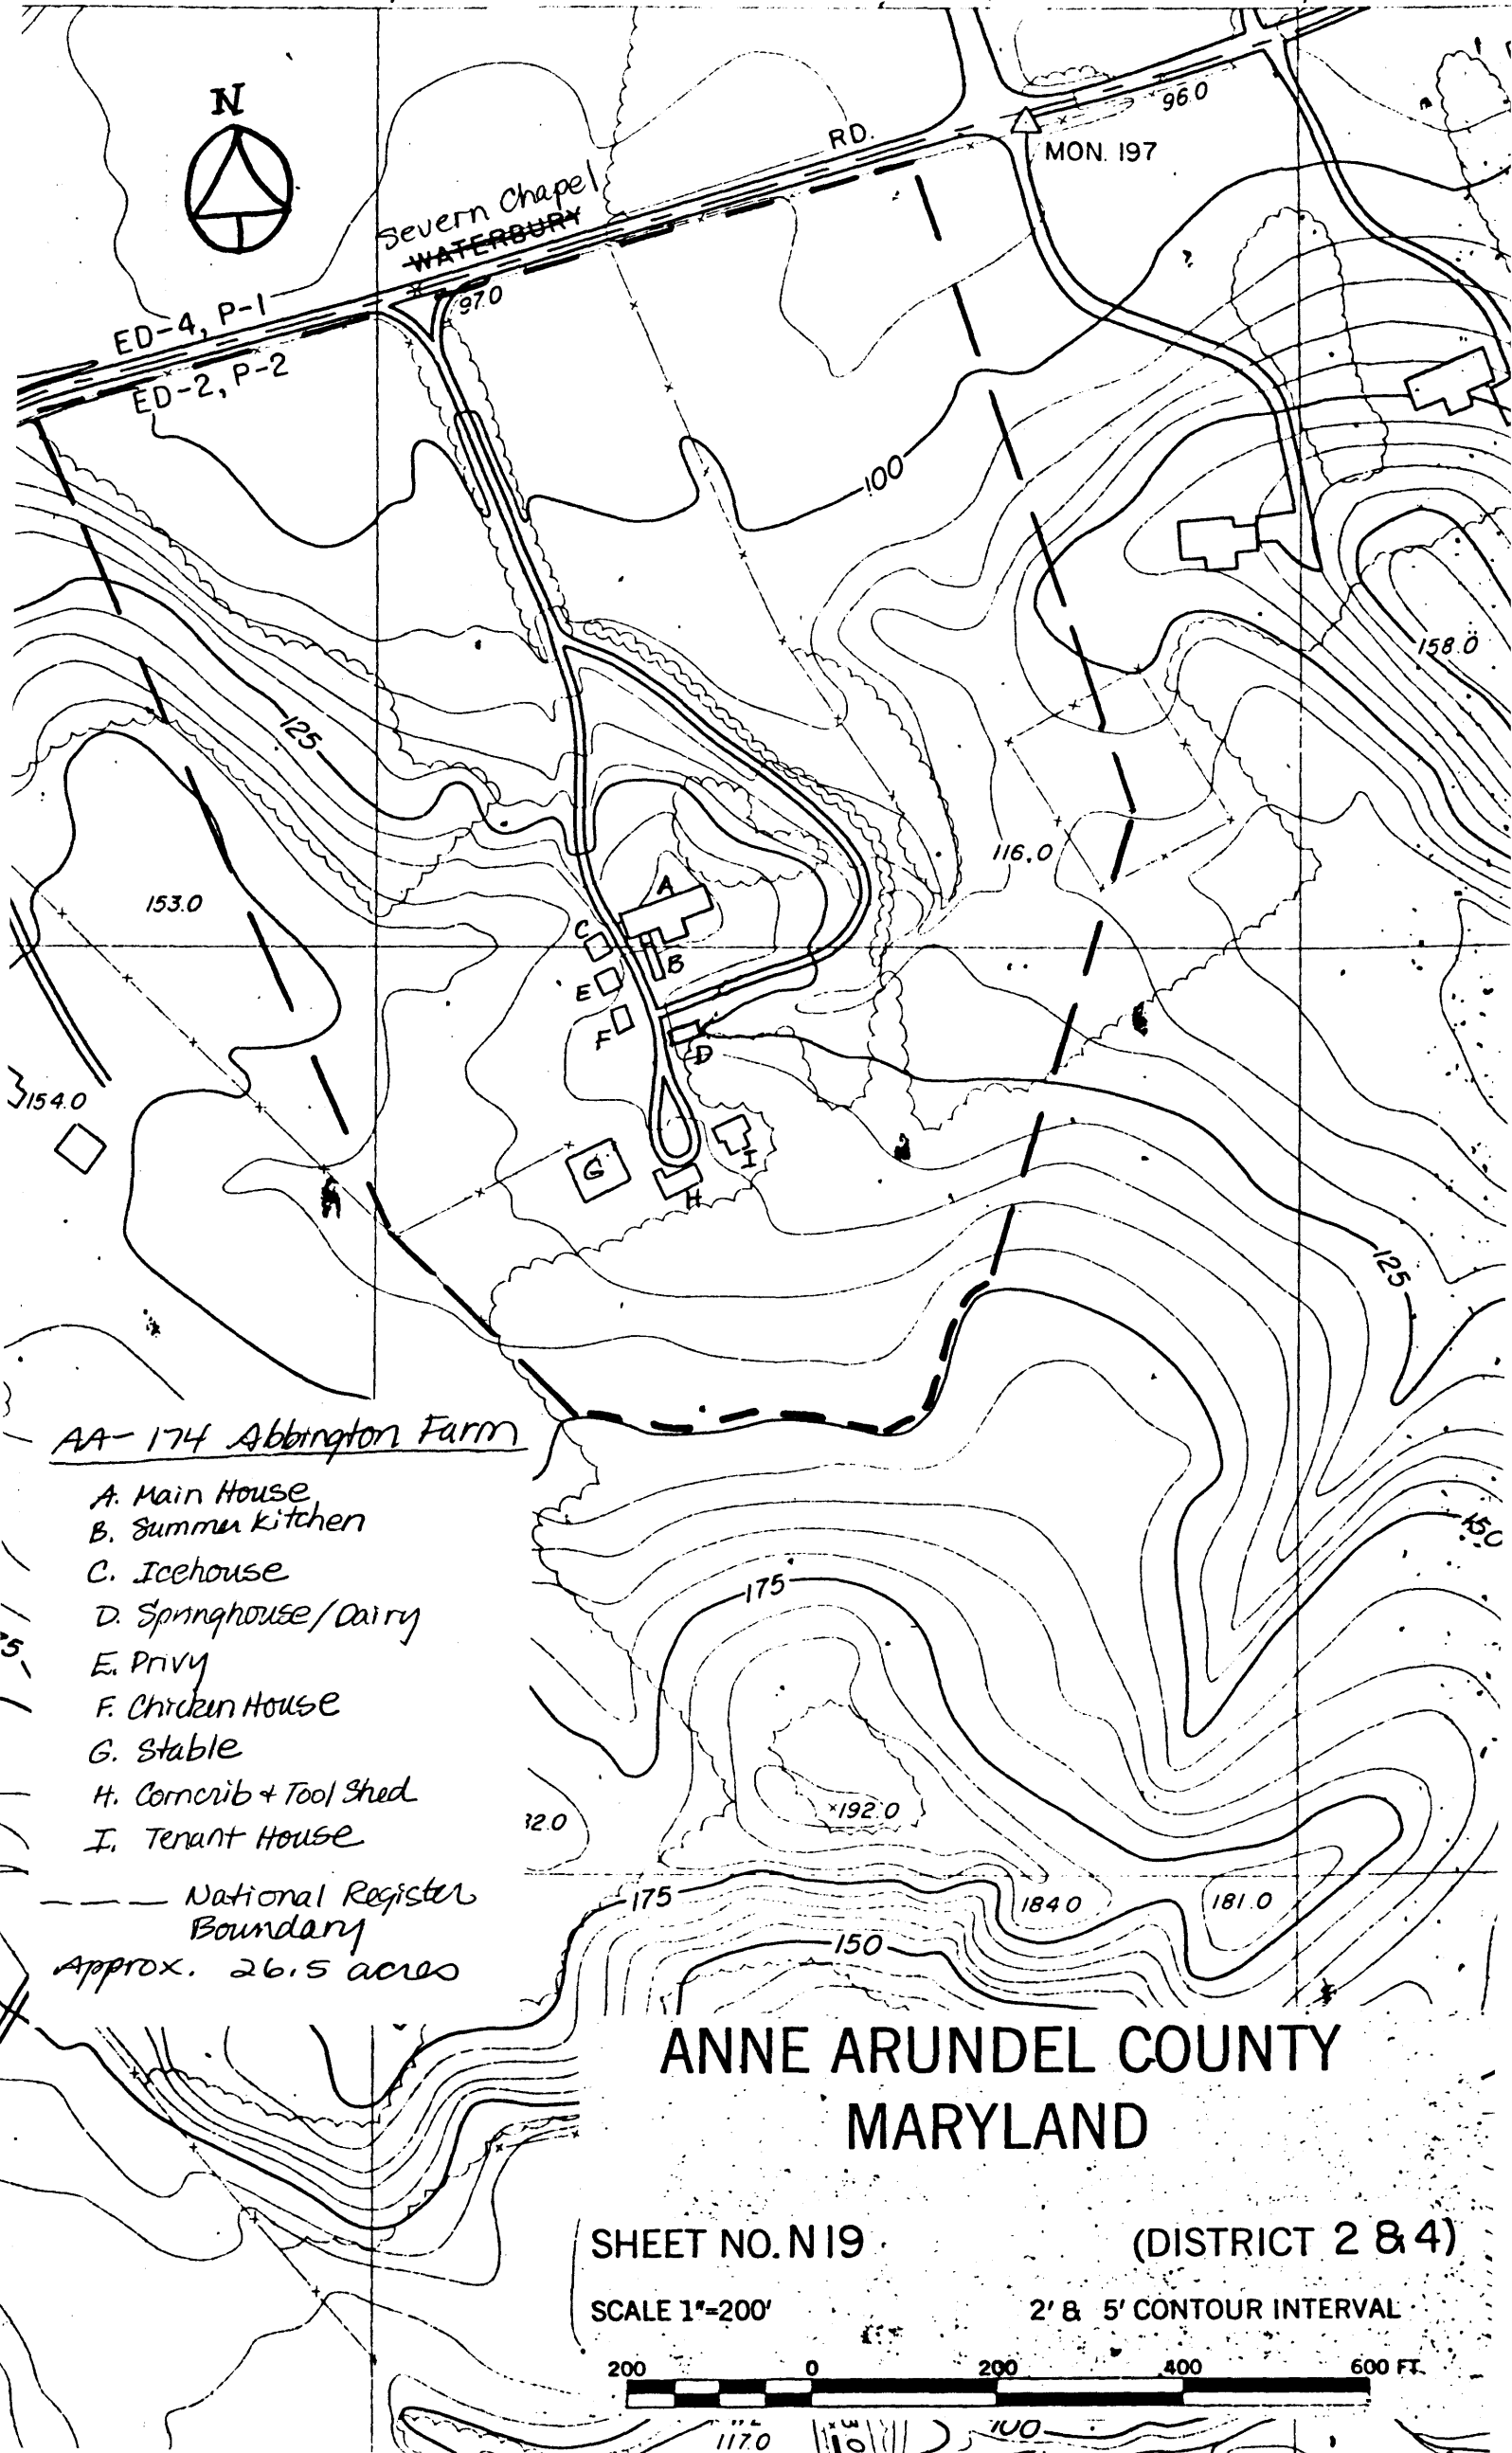 N
RD.
96.0
MON. 197
Severn Chapel
WATERBURY
97.0
ED-4, P-1
ED-2, P-2
100
158.0
125
116.0
153.0
A
C
B
E
F
D
154.0
G
I
H
125
AA-174 Abbington Farm
A. Main House
B. Summer Kitchen
C. Icehouse
D. Springhouse/Dairy
E. Privy
F. Chicken House
G. Stable
H. Corncrib + Tool Shed
I. Tenant House
--- National Register
Boundary
Approx. 26.5 acres
150
175
192.0
32.0
175
184.0
181.0
150
ANNE ARUNDEL COUNTY
MARYLAND
SHEET NO. N19
(DISTRICT 2 & 4)
SCALE 1"=200'
2' & 5' CONTOUR INTERVAL
200 0 200 400 600 FT.
117.0
100